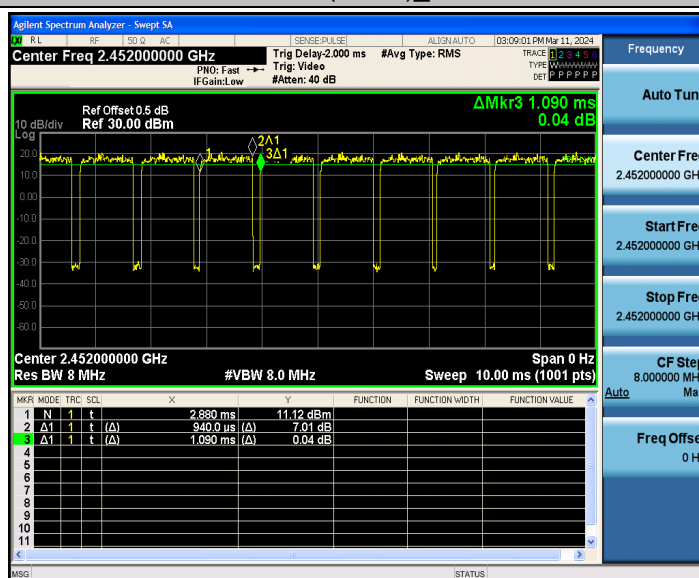 Agilent Spectrum Analyzer - Swept SA
LXI RL RF 50 Ω AC SENSE:PULSE ALIGN AUTO 03:09:01 PM Mar 11, 2024
Center Freq 2.452000000 GHz
PNO: Fast
IFGain:Low
Trig Delay-2.000 ms
Trig: Video
#Atten: 40 dB
#Avg Type: RMS
TRACE 1 2 3 4 5 6
TYPE W
DET P P P P P P
Frequency
Auto Tun
ΔMkr3 1.090 ms
0.04 dB
Ref Offset 0.5 dB
10 dB/div Ref 30.00 dBm
Log
20.0
10.0
0.00
-10.0
-20.0
-30.0
-40.0
-50.0
-60.0
1
2Δ1
3Δ1
Center 2.452000000 GHz Span 0 Hz
Res BW 8 MHz #VBW 8.0 MHz Sweep 10.00 ms (1001 pts)
MKR MODE TRC SCL X Y FUNCTION FUNCTION WIDTH FUNCTION VALUE
1 N 1 t 2.880 ms 11.12 dBm
2 Δ1 1 t (Δ) 940.0 µs (Δ) 7.01 dB
3 Δ1 1 t (Δ) 1.090 ms (Δ) 0.04 dB
4
5
6
7
8
9
10
11
Center Fre
2.452000000 GH
Start Fre
2.452000000 GH
Stop Fre
2.452000000 GH
CF Ste
8.000000 MH
Auto Ma
Freq Offse
0 H
MSG STATUS